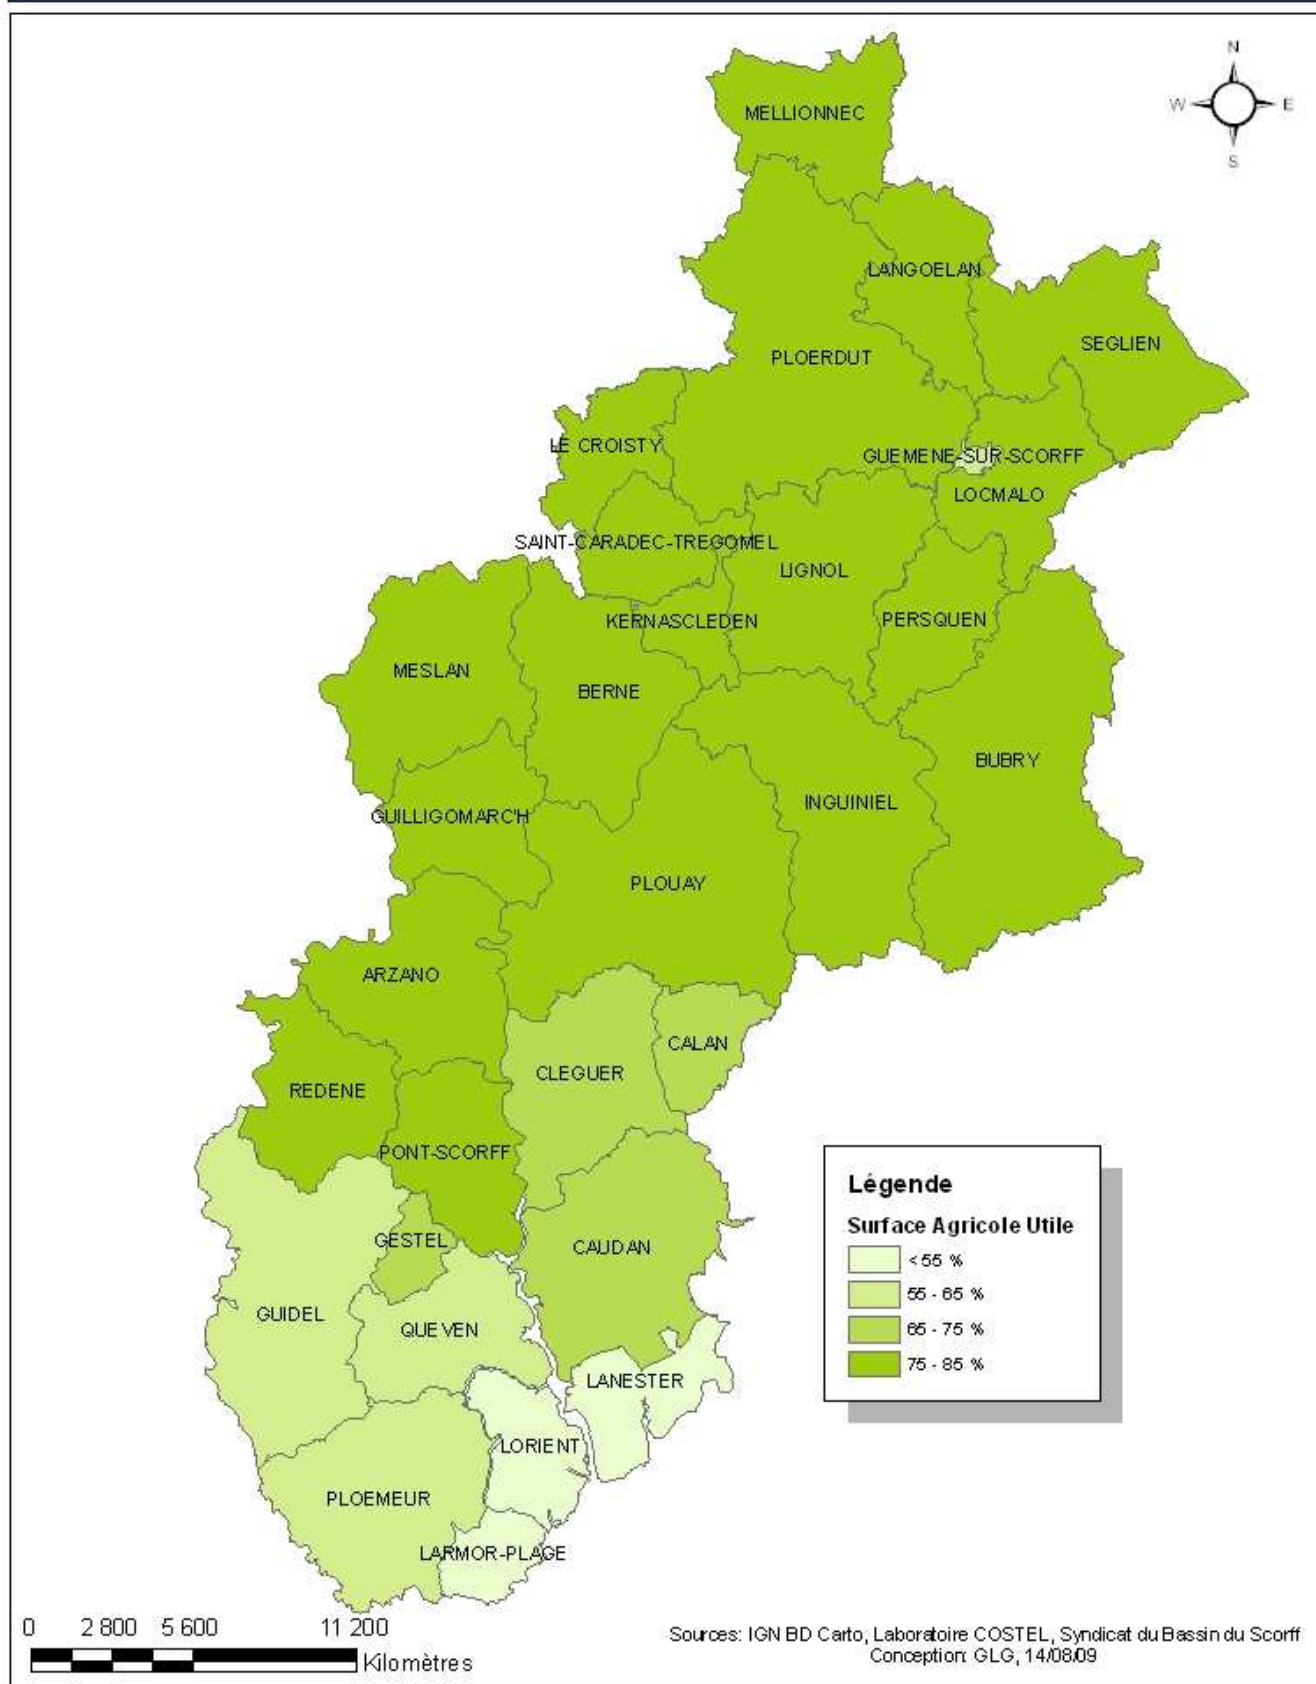 N
W E
S
MELLIONNEC
LANGOELAN
SEGLIEN
PLOERDUT
LE CROISTY
GUEMENE-SUR-SCORFF
LOCMALO
SAINT-CARADEC-TREGOMEL
LIGNOL
KERNASCLEDEN
PERSQUEN
MESLAN
BERNE
BUBRY
INGUINIEL
GUILLIGOMARC'H
PLOUAY
ARZANO
CALAN
CLEGUER
REDENE
PONT-SCORFF
GESTEL
CAUDAN
GUIDEL
QUEVEN
LANESTER
LORIENT
PLOEMEUR
LARMOR-PLAGE
Légende
Surface Agricole Utile
< 55 %
55 - 65 %
65 - 75 %
75 - 85 %
0 2 800 5 600 11 200
Kilomètres
Sources: IGN BD Carto, Laboratoire COSTEL, Syndicat du Bassin du Scorff
Conception: GLG, 14/08/09